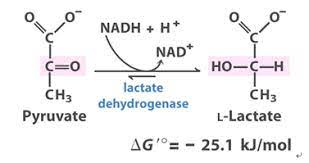 O O⁻
C
C=O
CH₃
Pyruvate
NADH + H⁺
NAD⁺
lactate
dehydrogenase
O O⁻
C
HO—C—H
CH₃
L-Lactate
ΔG′° = − 25.1 kJ/mol